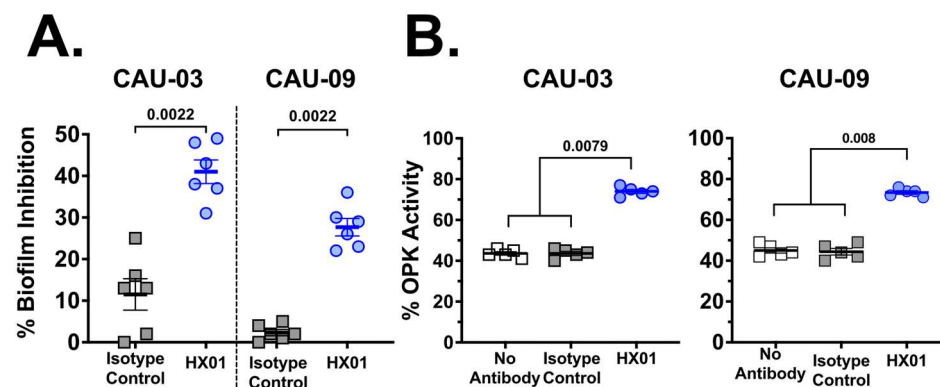 A.
CAU-03
CAU-09
0.0022
0.0022
% Biofilm Inhibition
50
40
30
20
10
0
Isotype
Control
HX01
Isotype
Control
HX01
B.
CAU-03
CAU-09
0.0079
0.008
% OPK Activity
100
80
60
40
20
0
No
Antibody
Isotype
Control
HX01
100
80
60
40
20
0
No
Antibody
Isotype
Control
HX01